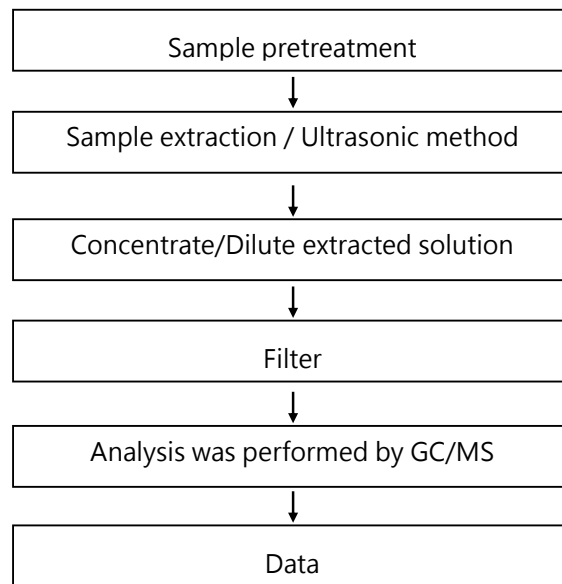 Sample pretreatment
Sample extraction / Ultrasonic method
Concentrate/Dilute extracted solution
Filter
Analysis was performed by GC/MS
Data